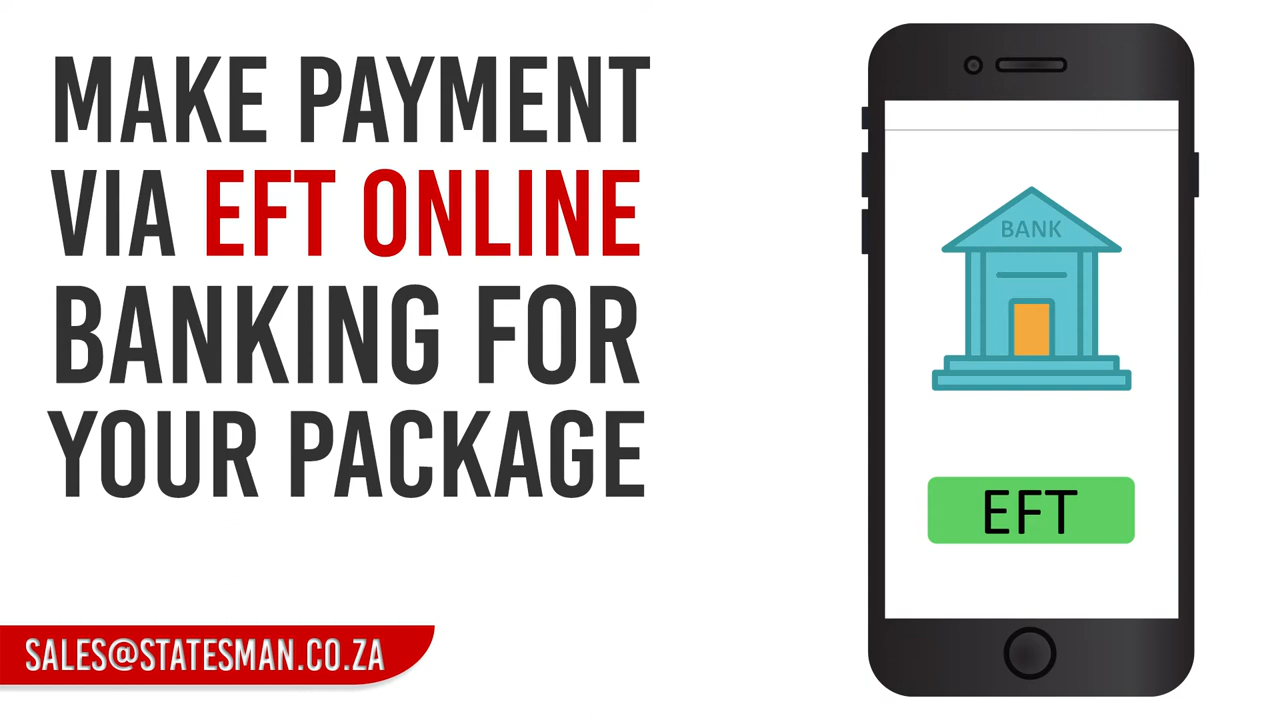 MAKE PAYMENT
VIA EFT ONLINE
BANKING FOR
YOUR PACKAGE
BANK
EFT
SALES@STATESMAN.CO.ZA